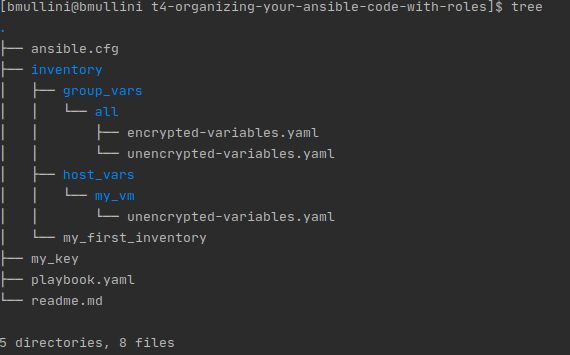 [bmullini@bmullini t4-organizing-your-ansible-code-with-roles]$ tree
.
├── ansible.cfg
├── inventory
│   ├── group_vars
│   │   └── all
│   │       ├── encrypted-variables.yaml
│   │       └── unencrypted-variables.yaml
│   ├── host_vars
│   │   └── my_vm
│   │       └── unencrypted-variables.yaml
│   └── my_first_inventory
├── my_key
├── playbook.yaml
└── readme.md

5 directories, 8 files